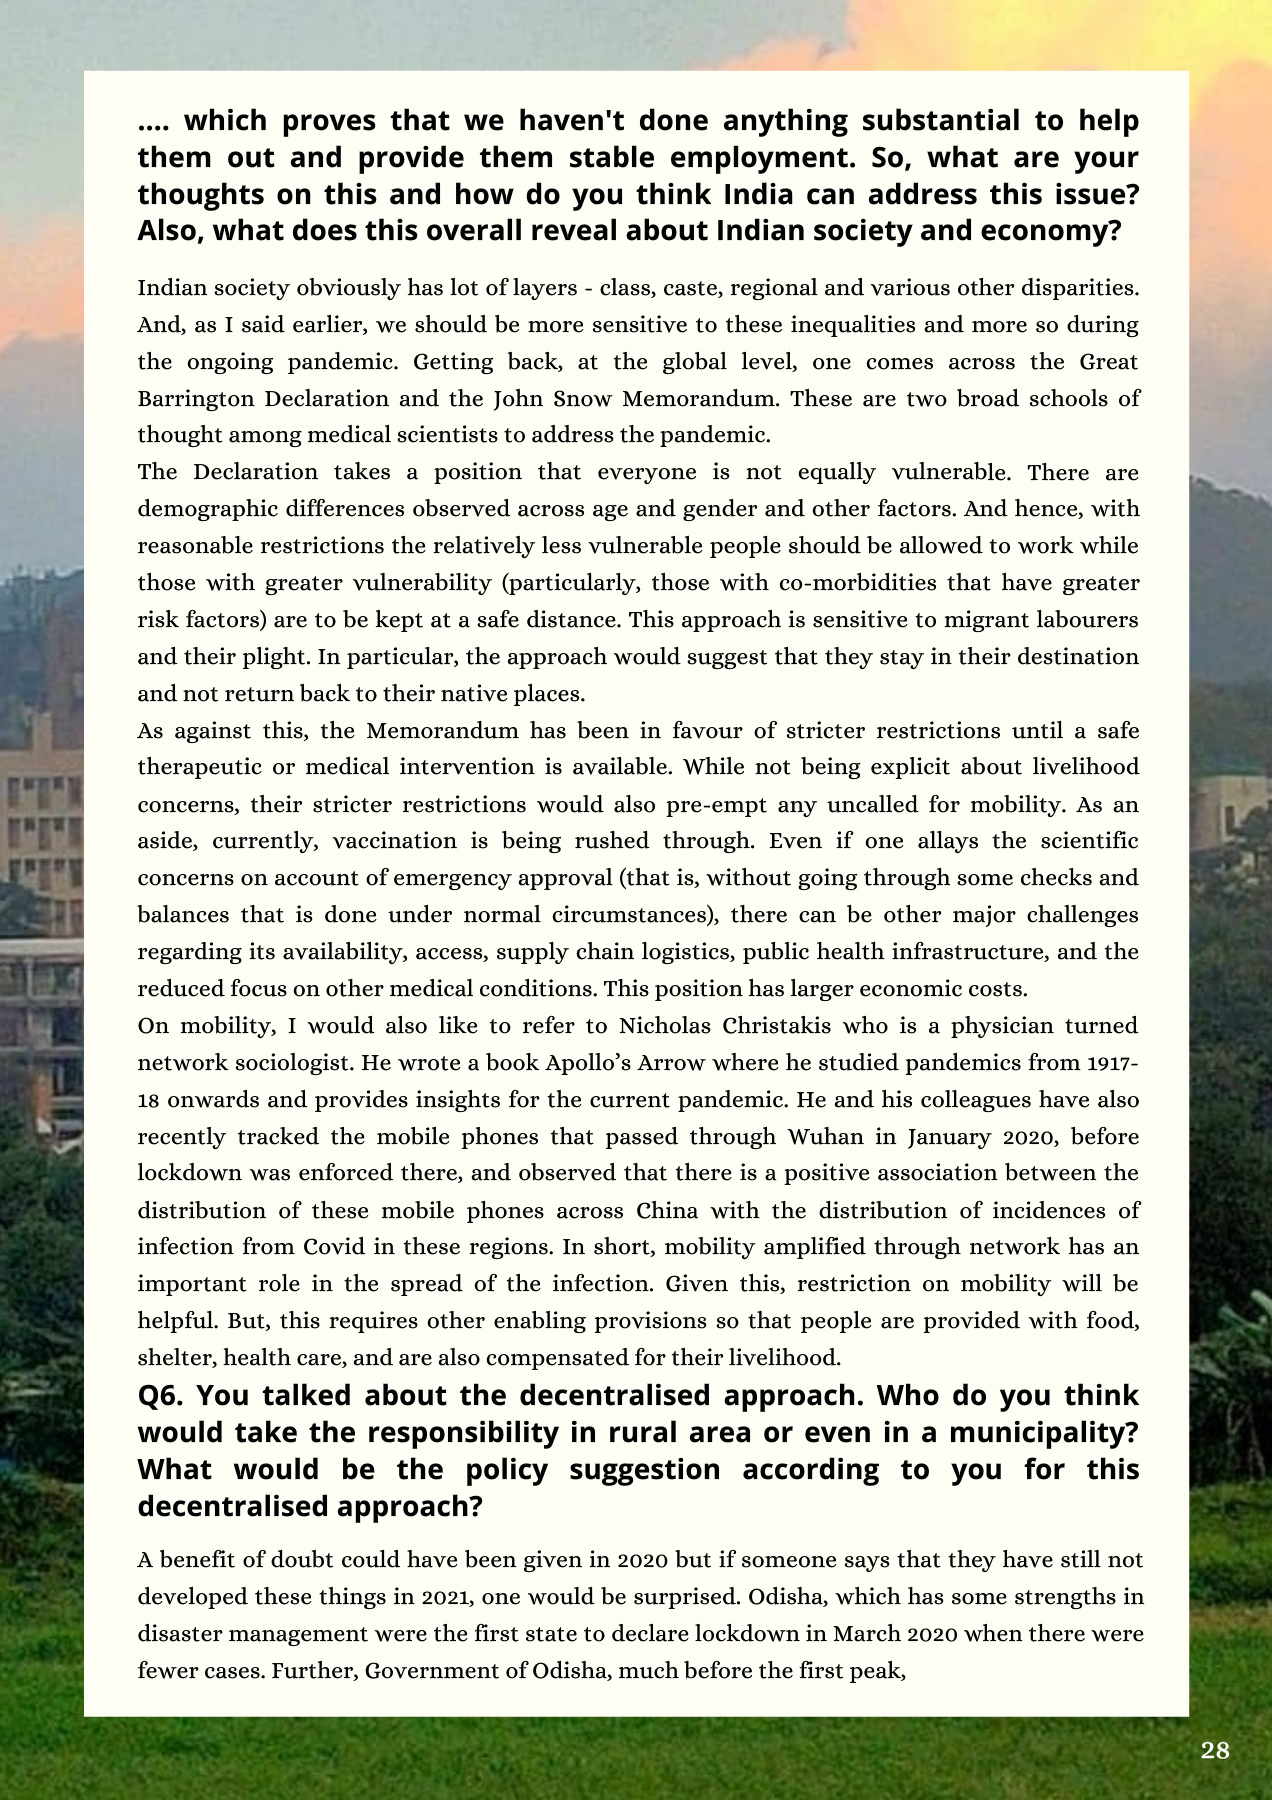 .... which proves that we haven't done anything substantial to help
them out and provide them stable employment. So, what are your
thoughts on this and how do you think India can address this issue?
Also, what does this overall reveal about Indian society and economy?
Indian society obviously has lot of layers - class, caste, regional and various other disparities.
And, as I said earlier, we should be more sensitive to these inequalities and more so during
the ongoing pandemic. Getting back, at the global level, one comes across the Great
Barrington Declaration and the John Snow Memorandum. These are two broad schools of
thought among medical scientists to address the pandemic.
The Declaration takes a position that everyone is not equally vulnerable. There are
demographic differences observed across age and gender and other factors. And hence, with
reasonable restrictions the relatively less vulnerable people should be allowed to work while
those with greater vulnerability (particularly, those with co-morbidities that have greater
risk factors) are to be kept at a safe distance. This approach is sensitive to migrant labourers
and their plight. In particular, the approach would suggest that they stay in their destination
and not return back to their native places.
As against this, the Memorandum has been in favour of stricter restrictions until a safe
therapeutic or medical intervention is available. While not being explicit about livelihood
concerns, their stricter restrictions would also pre-empt any uncalled for mobility. As an
aside, currently, vaccination is being rushed through. Even if one allays the scientific
concerns on account of emergency approval (that is, without going through some checks and
balances that is done under normal circumstances), there can be other major challenges
regarding its availability, access, supply chain logistics, public health infrastructure, and the
reduced focus on other medical conditions. This position has larger economic costs.
On mobility, I would also like to refer to Nicholas Christakis who is a physician turned
network sociologist. He wrote a book Apollo’s Arrow where he studied pandemics from 1917-
18 onwards and provides insights for the current pandemic. He and his colleagues have also
recently tracked the mobile phones that passed through Wuhan in January 2020, before
lockdown was enforced there, and observed that there is a positive association between the
distribution of these mobile phones across China with the distribution of incidences of
infection from Covid in these regions. In short, mobility amplified through network has an
important role in the spread of the infection. Given this, restriction on mobility will be
helpful. But, this requires other enabling provisions so that people are provided with food,
shelter, health care, and are also compensated for their livelihood.
Q6. You talked about the decentralised approach. Who do you think
would take the responsibility in rural area or even in a municipality?
What would be the policy suggestion according to you for this
decentralised approach?
A benefit of doubt could have been given in 2020 but if someone says that they have still not
developed these things in 2021, one would be surprised. Odisha, which has some strengths in
disaster management were the first state to declare lockdown in March 2020 when there were
fewer cases. Further, Government of Odisha, much before the first peak,
28